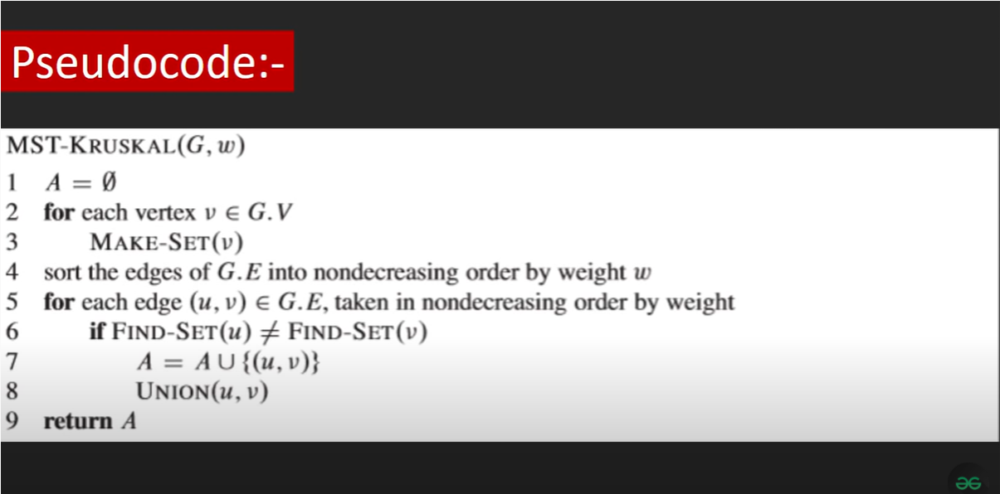 Pseudocode:-
MST-KRUSKAL(G, w)
1 A = ∅
2 for each vertex v ∈ G.V
3 MAKE-SET(v)
4 sort the edges of G.E into nondecreasing order by weight w
5 for each edge (u, v) ∈ G.E, taken in nondecreasing order by weight
6 if FIND-SET(u) ≠ FIND-SET(v)
7 A = A ∪ {(u, v)}
8 UNION(u, v)
9 return A